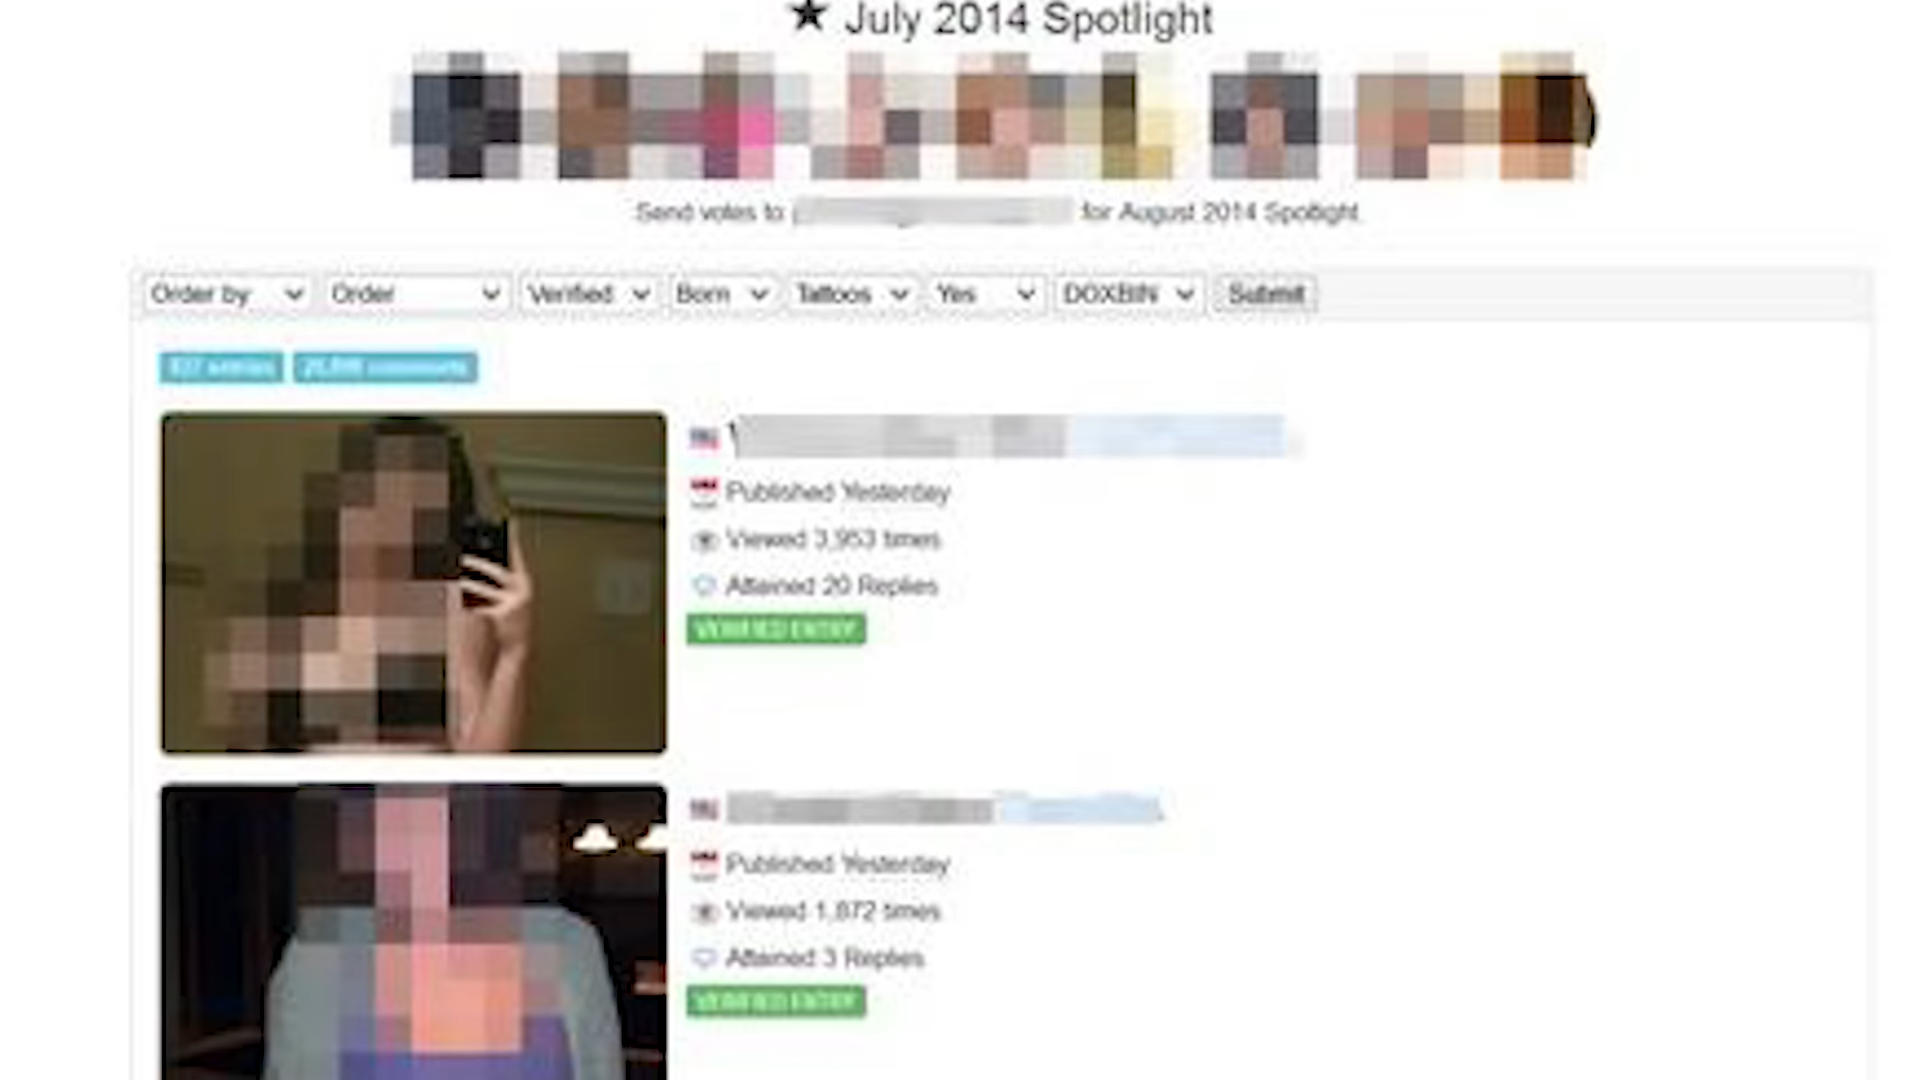 ★ July 2014 Spotlight
Send votes to for August 2014 Spotlight
Order by Order Verified Born Tattoos Yes DOXBIN Submit
entries comments
Published Yesterday
Viewed 3,953 times
Attained 20 Replies
VERIFIED ENTRY
Published Yesterday
Viewed 1,872 times
Attained 3 Replies
VERIFIED ENTRY